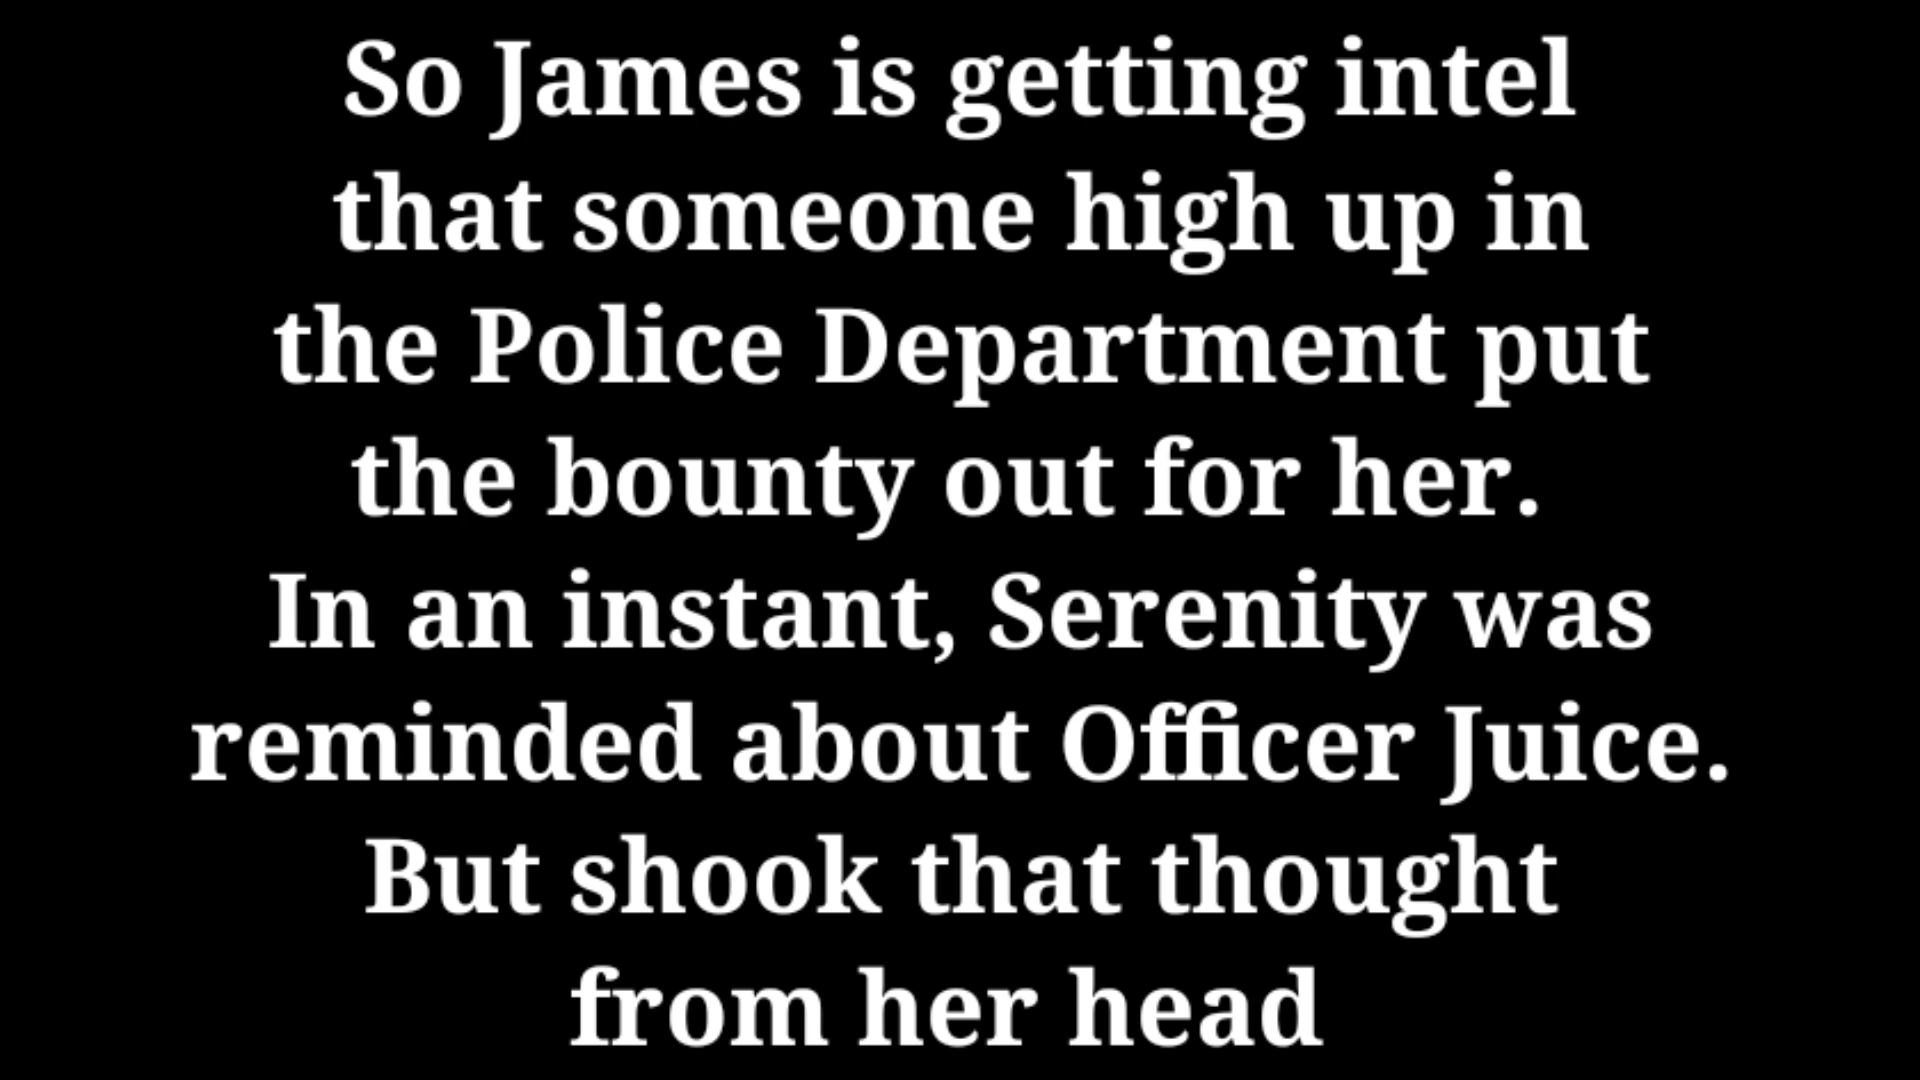 So James is getting intel
that someone high up in
the Police Department put
the bounty out for her.
In an instant, Serenity was
reminded about Officer Juice.
But shook that thought
from her head